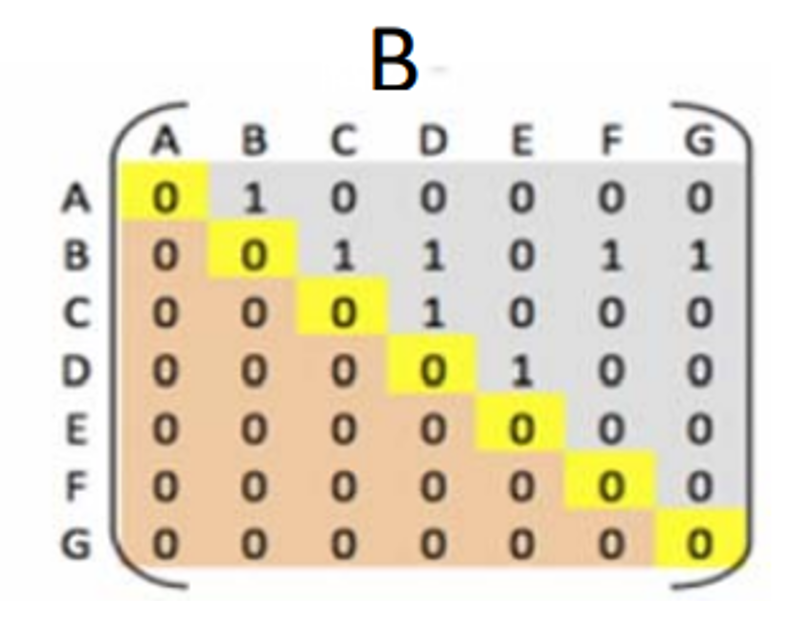 B
A B C D E F G
A 0 1 0 0 0 0 0
B 0 0 1 1 0 1 1
C 0 0 0 1 0 0 0
D 0 0 0 0 1 0 0
E 0 0 0 0 0 0 0
F 0 0 0 0 0 0 0
G 0 0 0 0 0 0 0